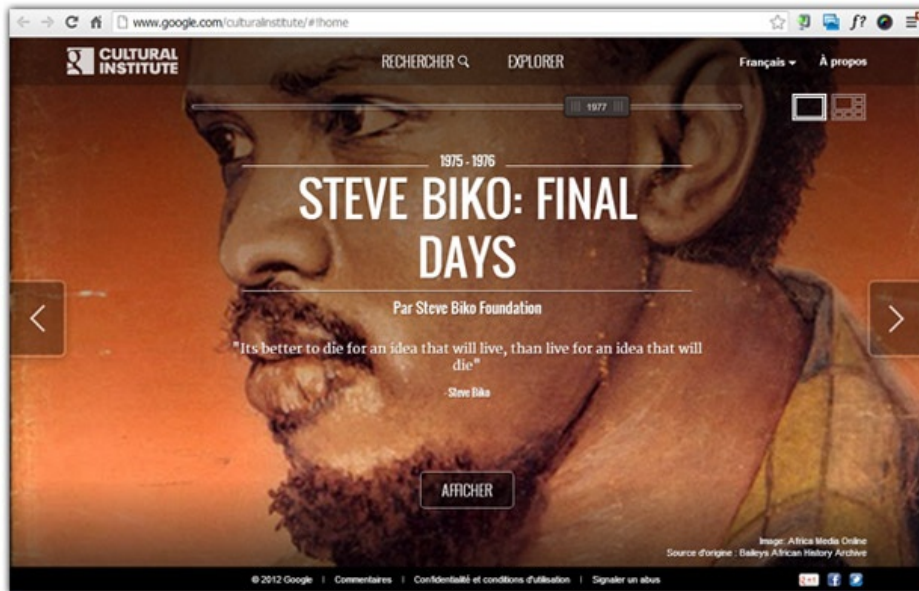 www.google.com/culturalinstitute/#!home
f?
CULTURAL
INSTITUTE
RECHERCHER
EXPLORER
Français
À propos
1977
1975 - 1976
STEVE BIKO: FINAL
DAYS
Par Steve Biko Foundation
"Its better to die for an idea that will live, than live for an idea that will
die"
- Steve Biko
AFFICHER
Image: Africa Media Online
Source d'origine : Baileys African History Archive
© 2012 Google | Commentaires | Confidentialité et conditions d'utilisation | Signaler un abus